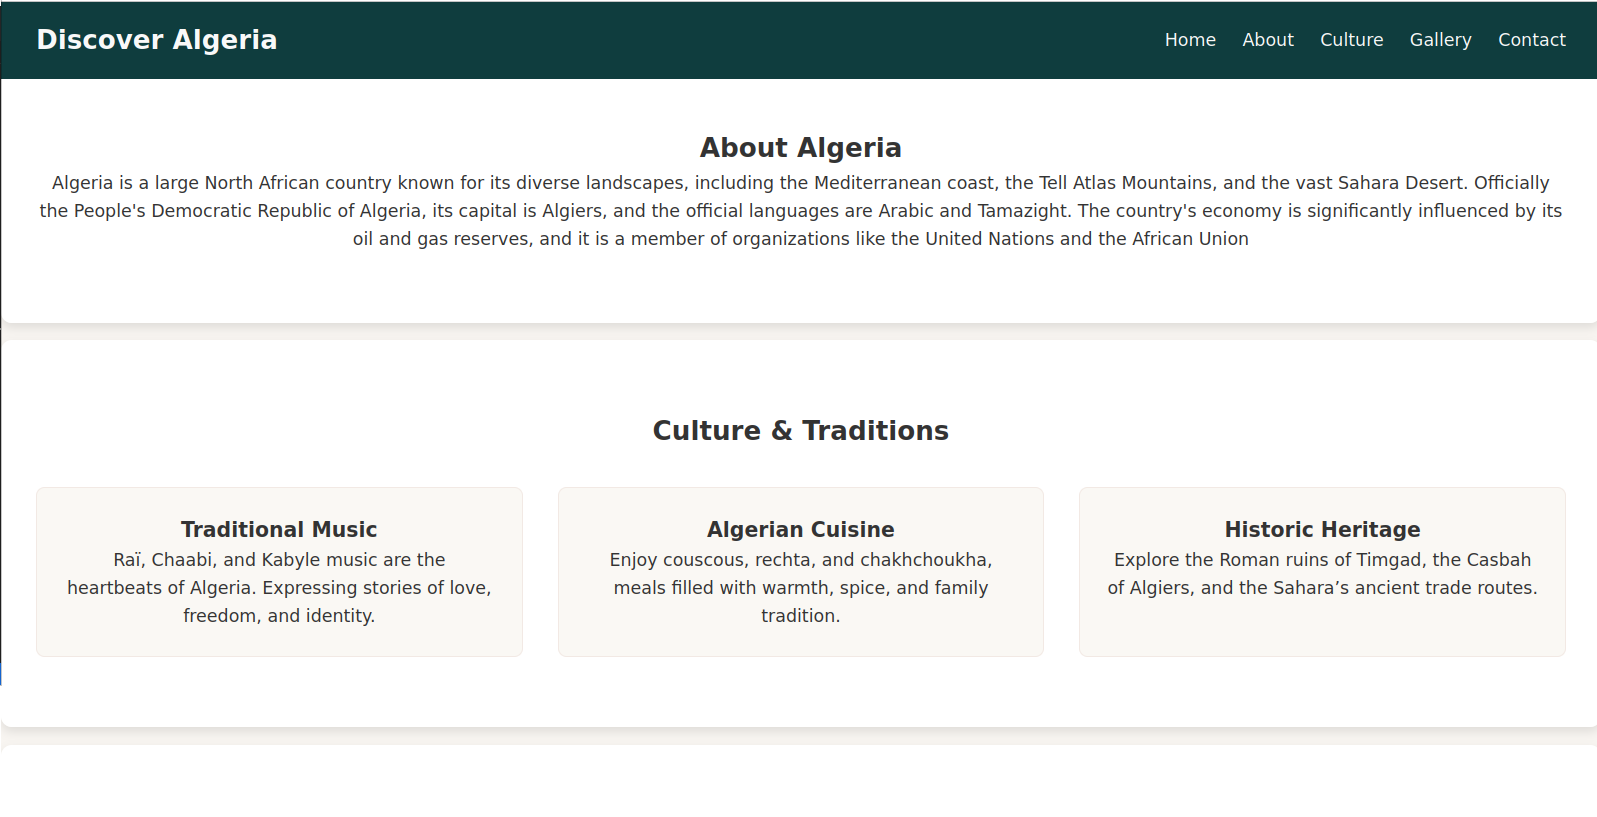 Discover Algeria
Home About Culture Gallery Contact
About Algeria
Algeria is a large North African country known for its diverse landscapes, including the Mediterranean coast, the Tell Atlas Mountains, and the vast Sahara Desert. Officially
the People's Democratic Republic of Algeria, its capital is Algiers, and the official languages are Arabic and Tamazight. The country's economy is significantly influenced by its
oil and gas reserves, and it is a member of organizations like the United Nations and the African Union
Culture & Traditions
Traditional Music
Raï, Chaabi, and Kabyle music are the
heartbeats of Algeria. Expressing stories of love,
freedom, and identity.
Algerian Cuisine
Enjoy couscous, rechta, and chakhchoukha,
meals filled with warmth, spice, and family
tradition.
Historic Heritage
Explore the Roman ruins of Timgad, the Casbah
of Algiers, and the Sahara’s ancient trade routes.